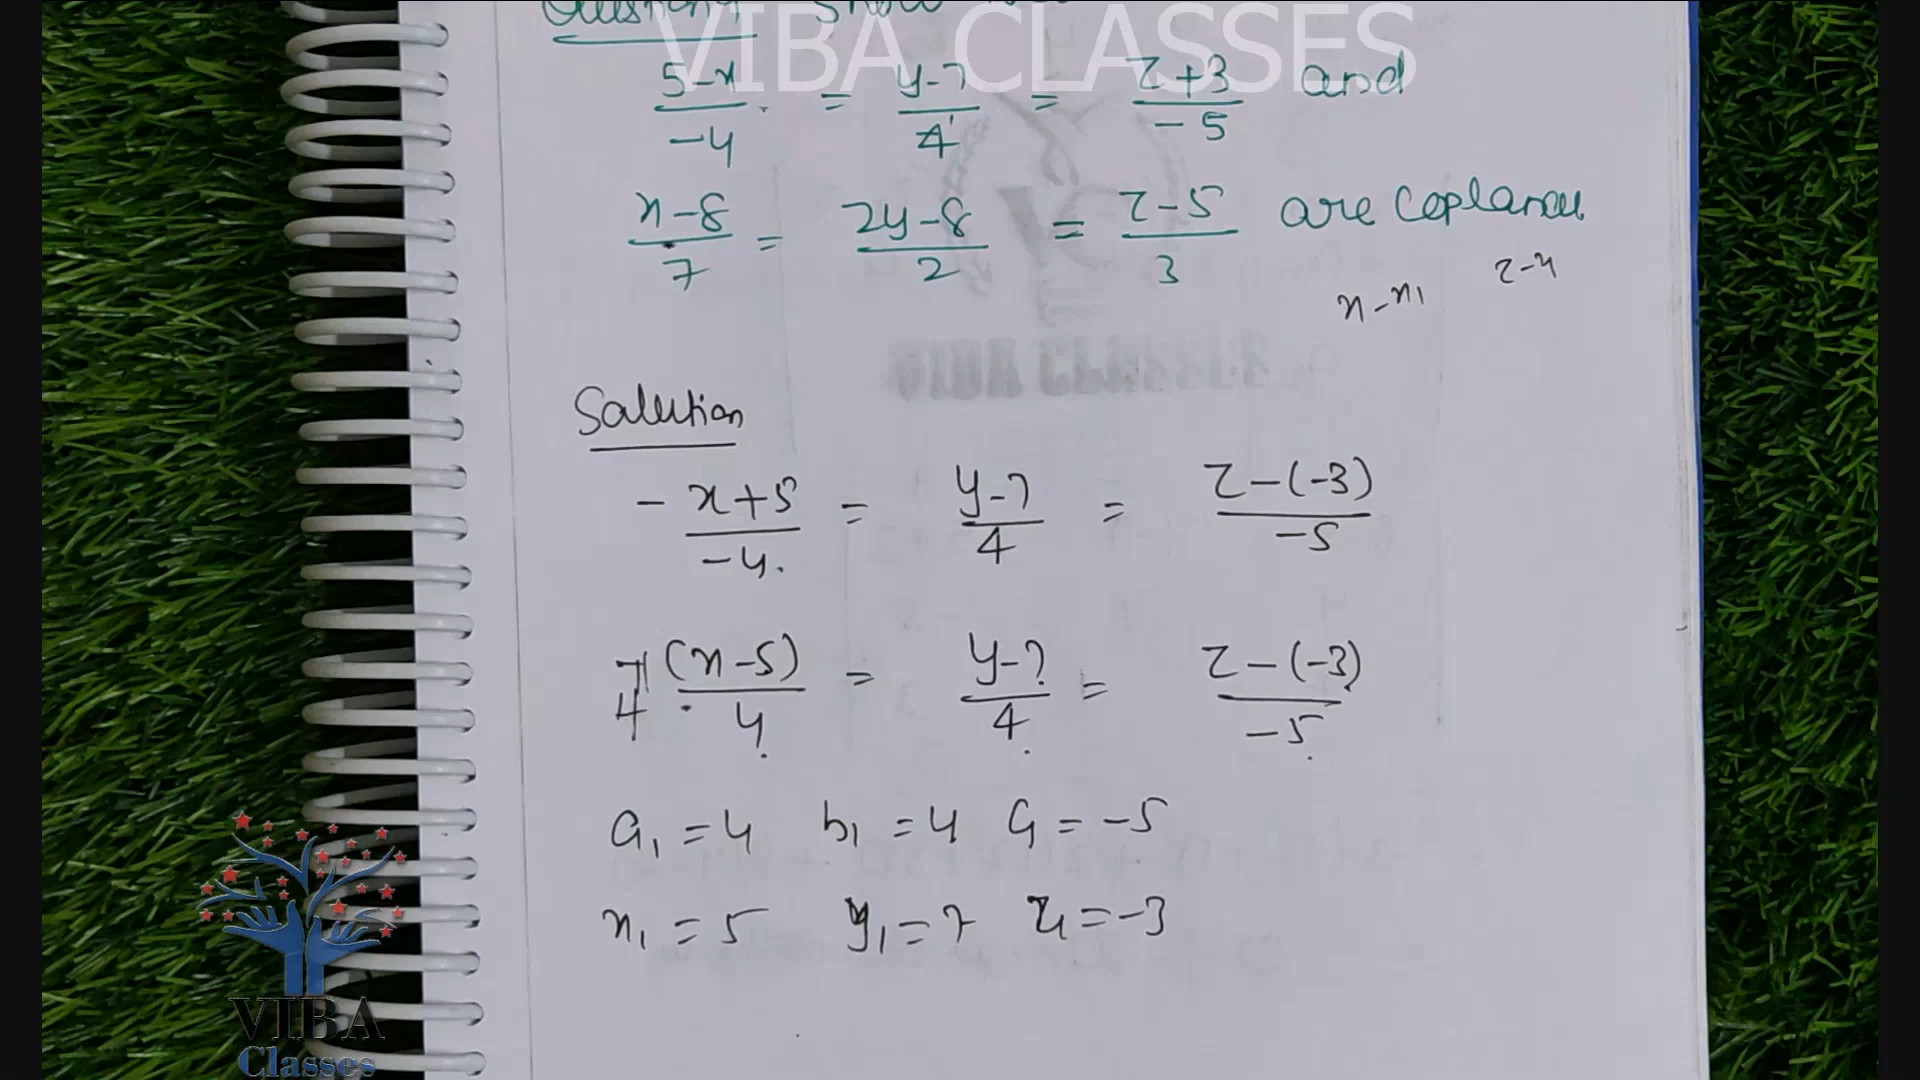 VIBA CLASSES
5-x/-4 = y-7/4 = z+3/-5 and
x-8/7 = 2y-8/2 = z-5/3 are coplanar
x-x1
Solution
-x+5/-4 = y-7/4 = z-(-3)/-5
(x-5)/4 = y-7/4 = z-(-3)/-5
a1 = 4 b1 = 4 c1 = -5
x1 = 5 y1 = 7 z1 = -3
VIBA
Classes